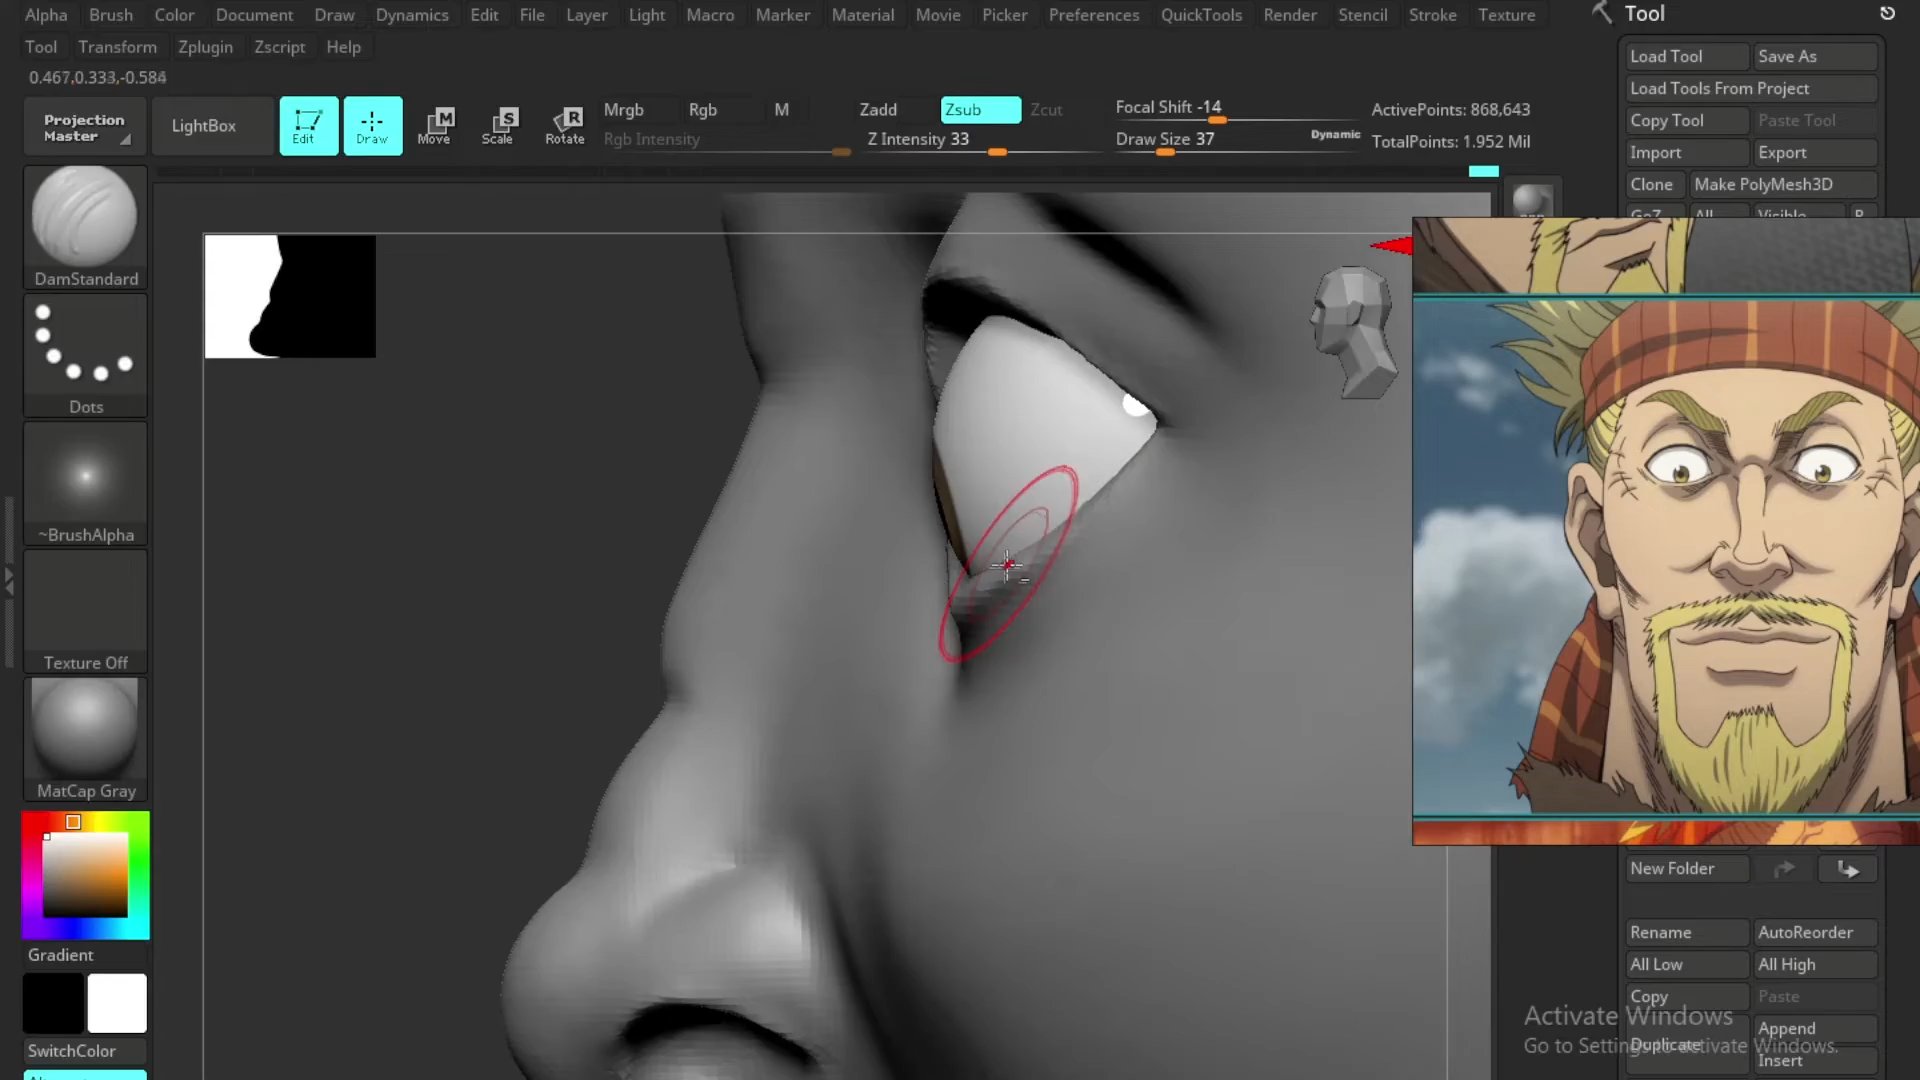 Alpha Brush Color Document Draw Dynamics Edit File Layer Light Macro Marker Material Movie Picker Preferences QuickTools Render Stencil Stroke Texture
Tool Transform Zplugin Zscript Help
0.467,0.333,-0.584
Projection Master
LightBox
Edit
Draw
M
Move
S
Scale
R
Rotate
Mrgb Rgb M
Rgb Intensity
Zadd Zsub Zcut
Z Intensity 33
Focal Shift -14
Draw Size 37
Dynamic
ActivePoints: 868,643
TotalPoints: 1.952 Mil
DamStandard
Dots
~BrushAlpha
Texture Off
MatCap Gray
Gradient
SwitchColor
Tool
Load Tool Save As
Load Tools From Project
Copy Tool Paste Tool
Import Export
Clone Make PolyMesh3D
GoZ All Visible R
New Folder
Rename AutoReorder
All Low All High
Copy Paste
Duplicate Append
Insert
Activate Windows
Go to Settings to activate Windows.